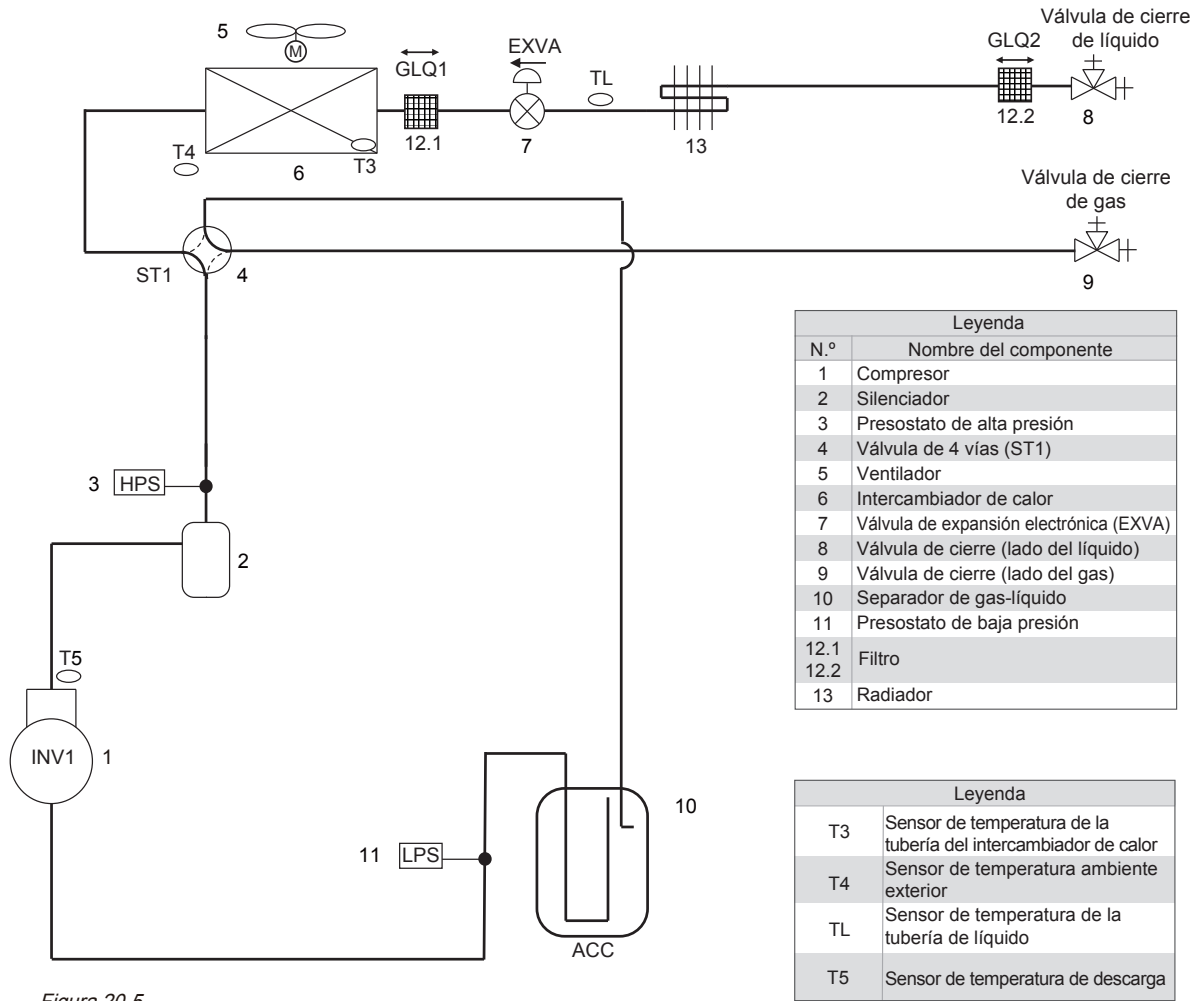 Válvula de cierre
de líquido
5
M
EXVA
GLQ1
GLQ2
TL
12.1
7
13
12.2
8
T4
T3
6
Válvula de cierre
de gas
ST1
4
9
3 HPS
2
T5
INV1
1
11 LPS
10
ACC
Leyenda
N.º Nombre del componente
1 Compresor
2 Silenciador
3 Presostato de alta presión
4 Válvula de 4 vías (ST1)
5 Ventilador
6 Intercambiador de calor
7 Válvula de expansión electrónica (EXVA)
8 Válvula de cierre (lado del líquido)
9 Válvula de cierre (lado del gas)
10 Separador de gas-líquido
11 Presostato de baja presión
12.1
12.2
Filtro
13 Radiador
Leyenda
T3
Sensor de temperatura de la
tubería del intercambiador de calor
T4
Sensor de temperatura ambiente
exterior
TL
Sensor de temperatura de la
tubería de líquido
T5 Sensor de temperatura de descarga
Figura 20-5